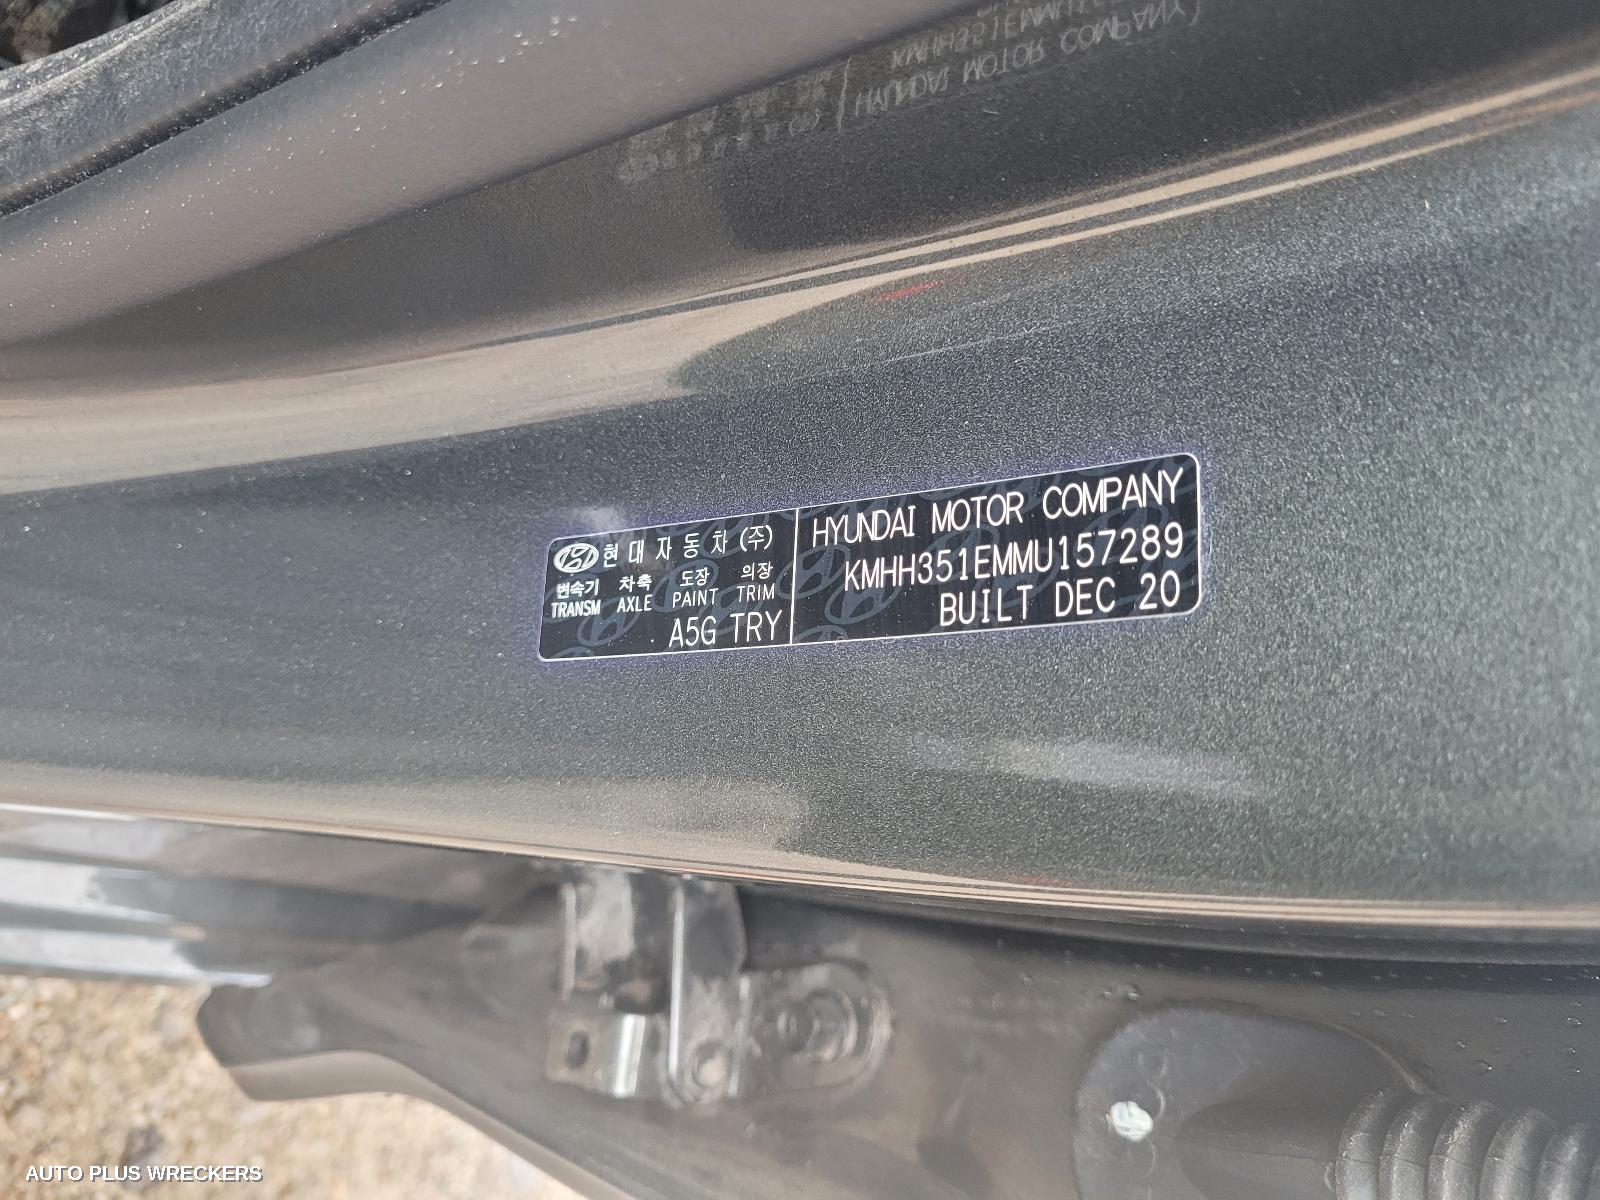 현대자동차(주)
변속기 차축 도장 의장
TRANSM AXLE PAINT TRIM
A5G TRY
HYUNDAI MOTOR COMPANY
KMHH351EMMU157289
BUILT DEC 20
AUTO PLUS WRECKERS